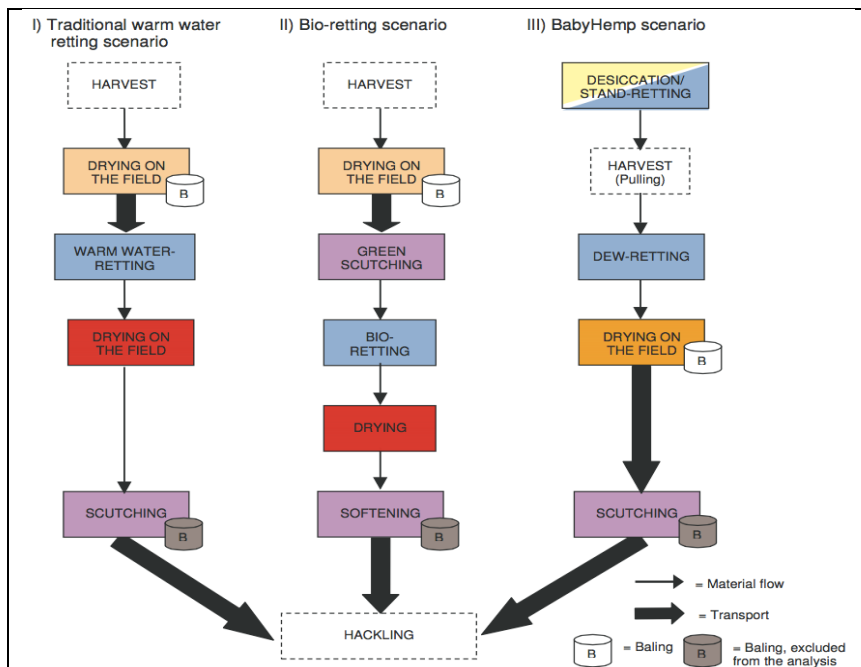 I) Traditional warm water
retting scenario
HARVEST
DRYING ON
THE FIELD
B
WARM WATER-
RETTING
DRYING ON
THE FIELD
SCUTCHING
B
II) Bio-retting scenario
HARVEST
DRYING ON
THE FIELD
B
GREEN
SCUTCHING
BIO-
RETTING
DRYING
SOFTENING
B
III) BabyHemp scenario
DESICCATION/
STAND-RETTING
HARVEST
(Pulling)
DEW-RETTING
DRYING ON
THE FIELD
B
SCUTCHING
B
HACKLING
= Material flow
= Transport
B = Baling
B = Baling, excluded
from the analysis